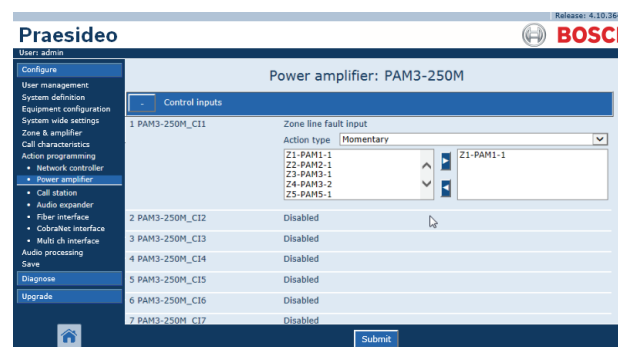 Release: 4.10.36
Praesideo
BOSC
User: admin
Configure
User management
System definition
Equipment configuration
System wide settings
Zone & amplifier
Call characteristics
Action programming
• Network controller
• Power amplifier
• Call station
• Audio expander
• Fiber interface
• CobraNet interface
• Multi ch interface
Audio processing
Save
Diagnose
Upgrade
Power amplifier: PAM3-250M
- Control inputs
1 PAM3-250M_CI1 Zone line fault input
Action type Momentary
Z1-PAM1-1
Z2-PAM2-1
Z3-PAM3-1
Z4-PAM3-2
Z5-PAM5-1
Z1-PAM1-1
2 PAM3-250M_CI2 Disabled
3 PAM3-250M_CI3 Disabled
4 PAM3-250M_CI4 Disabled
5 PAM3-250M_CI5 Disabled
6 PAM3-250M_CI6 Disabled
7 PAM3-250M_CI7 Disabled
Submit